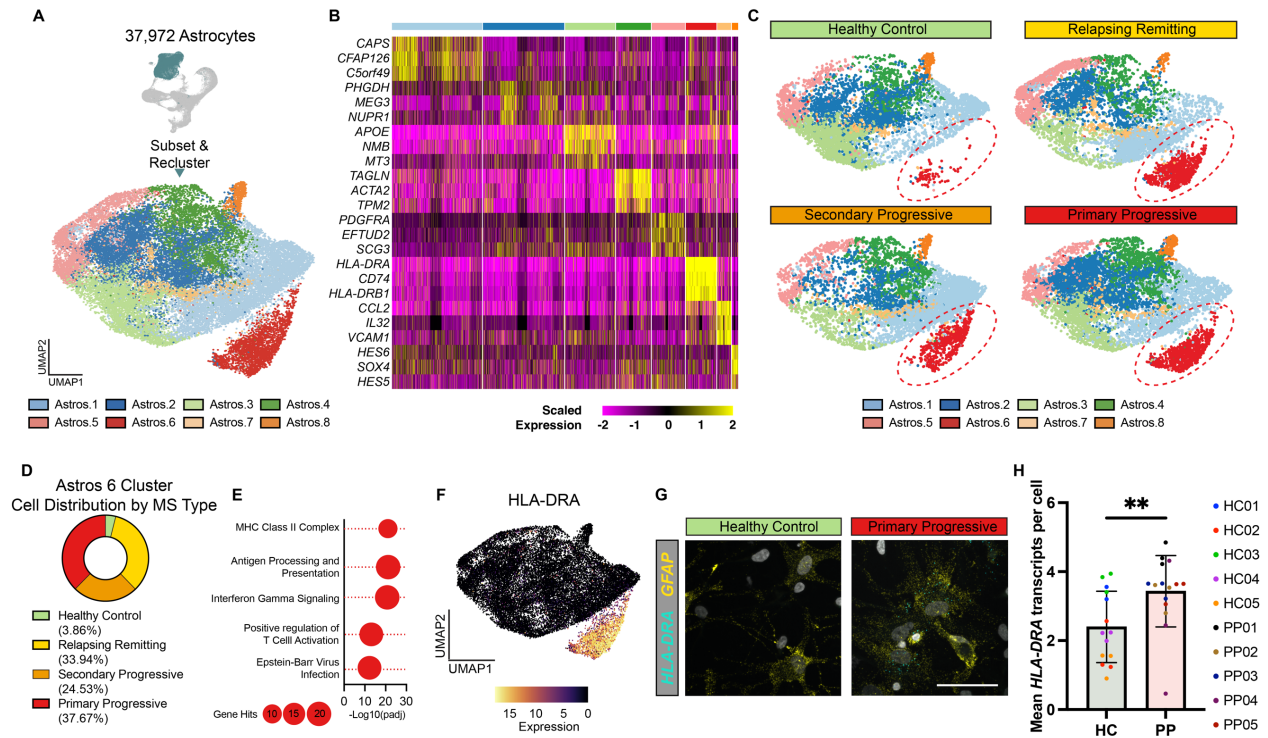 A
37,972 Astrocytes
Subset &
Recluster
UMAP2
UMAP1
Astros.1 Astros.2 Astros.3 Astros.4
Astros.5 Astros.6 Astros.7 Astros.8
B
CAPS
CFAP126
C5orf49
PHGDH
MEG3
NUPR1
APOE
NMB
MT3
TAGLN
ACTA2
TPM2
PDGFRA
EFTUD2
SCG3
HLA-DRA
CD74
HLA-DRB1
CCL2
IL32
VCAM1
HES6
SOX4
HES5
Scaled
Expression
-2 -1 0 1 2
C
Healthy Control
Relapsing Remitting
Secondary Progressive
Primary Progressive
Astros.1 Astros.2 Astros.3 Astros.4
Astros.5 Astros.6 Astros.7 Astros.8
D
Astros 6 Cluster
Cell Distribution by MS Type
Healthy Control
(3.86%)
Relapsing Remitting
(33.94%)
Secondary Progressive
(24.53%)
Primary Progressive
(37.67%)
E
MHC Class II Complex
Antigen Processing and
Presentation
Interferon Gamma Signaling
Positive regulation of
T Celll Activation
Epstein-Barr Virus
Infection
0 10 20 30
-Log10(padj)
Gene Hits 10 15 20
F
HLA-DRA
UMAP2
UMAP1
15 10 5 0
Expression
G
Healthy Control
Primary Progressive
HLA-DRA GFAP
H
Mean HLA-DRA transcripts per cell
6
4
2
0
**
HC PP
HC01
HC02
HC03
HC04
HC05
PP01
PP02
PP03
PP04
PP05